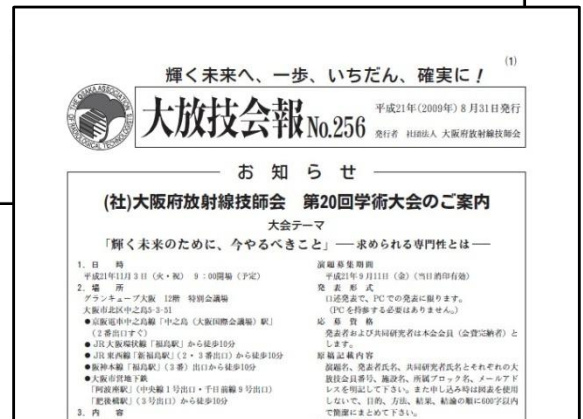 (1)
輝く未来へ、一歩、いちだん、確実に!
THE OSAKA ASSOCIATION OF RADIOLOGICAL TECHNOLOGISTS
大放技会報 No.256
平成21年(2009年) 8月31日発行
発行者 社団法人 大阪府放射線技師会
お知らせ
(社)大阪府放射線技師会 第20回学術大会のご案内
大会テーマ
「輝く未来のために、今やるべきこと」―求められる専門性とは―
1. 日 時
平成21年11月3日(火・祝) 9:00開場(予定)
2. 場 所
グランキューブ大阪 12階 特別会議場
大阪市北区中之島5-3-51
●京阪電車中之島線「中之島(大阪国際会議場)駅」
(2番出口すぐ)
●JR大阪環状線「福島駅」から徒歩10分
●JR東西線「新福島駅」(2・3番出口)から徒歩10分
●阪神本線「福島駅」(3番)出口から徒歩10分
●大阪市営地下鉄
「阿波座駅」(中央線1号出口・千日前線9号出口)
「肥後橋駅」(3号出口)から徒歩10分
3. 内 容
演題募集期間
平成21年9月11日(金)(当日消印有効)
発 表 形 式
口述発表で、PCでの発表に限ります。
(PCを持参する必要はありません。)
応 募 資 格
発表者および共同研究者は本会会員(会費完納者)と
します。
原稿記載内容
演題名、発表者氏名、共同研究者氏名とそれぞれの大
放技会員番号、施設名、所属ブロック名、メールアド
レスを明記して下さい。また申し込み時は図表を使用
しないで、目的、方法、結果、結論の順に600字以内
で簡潔にまとめて下さい。